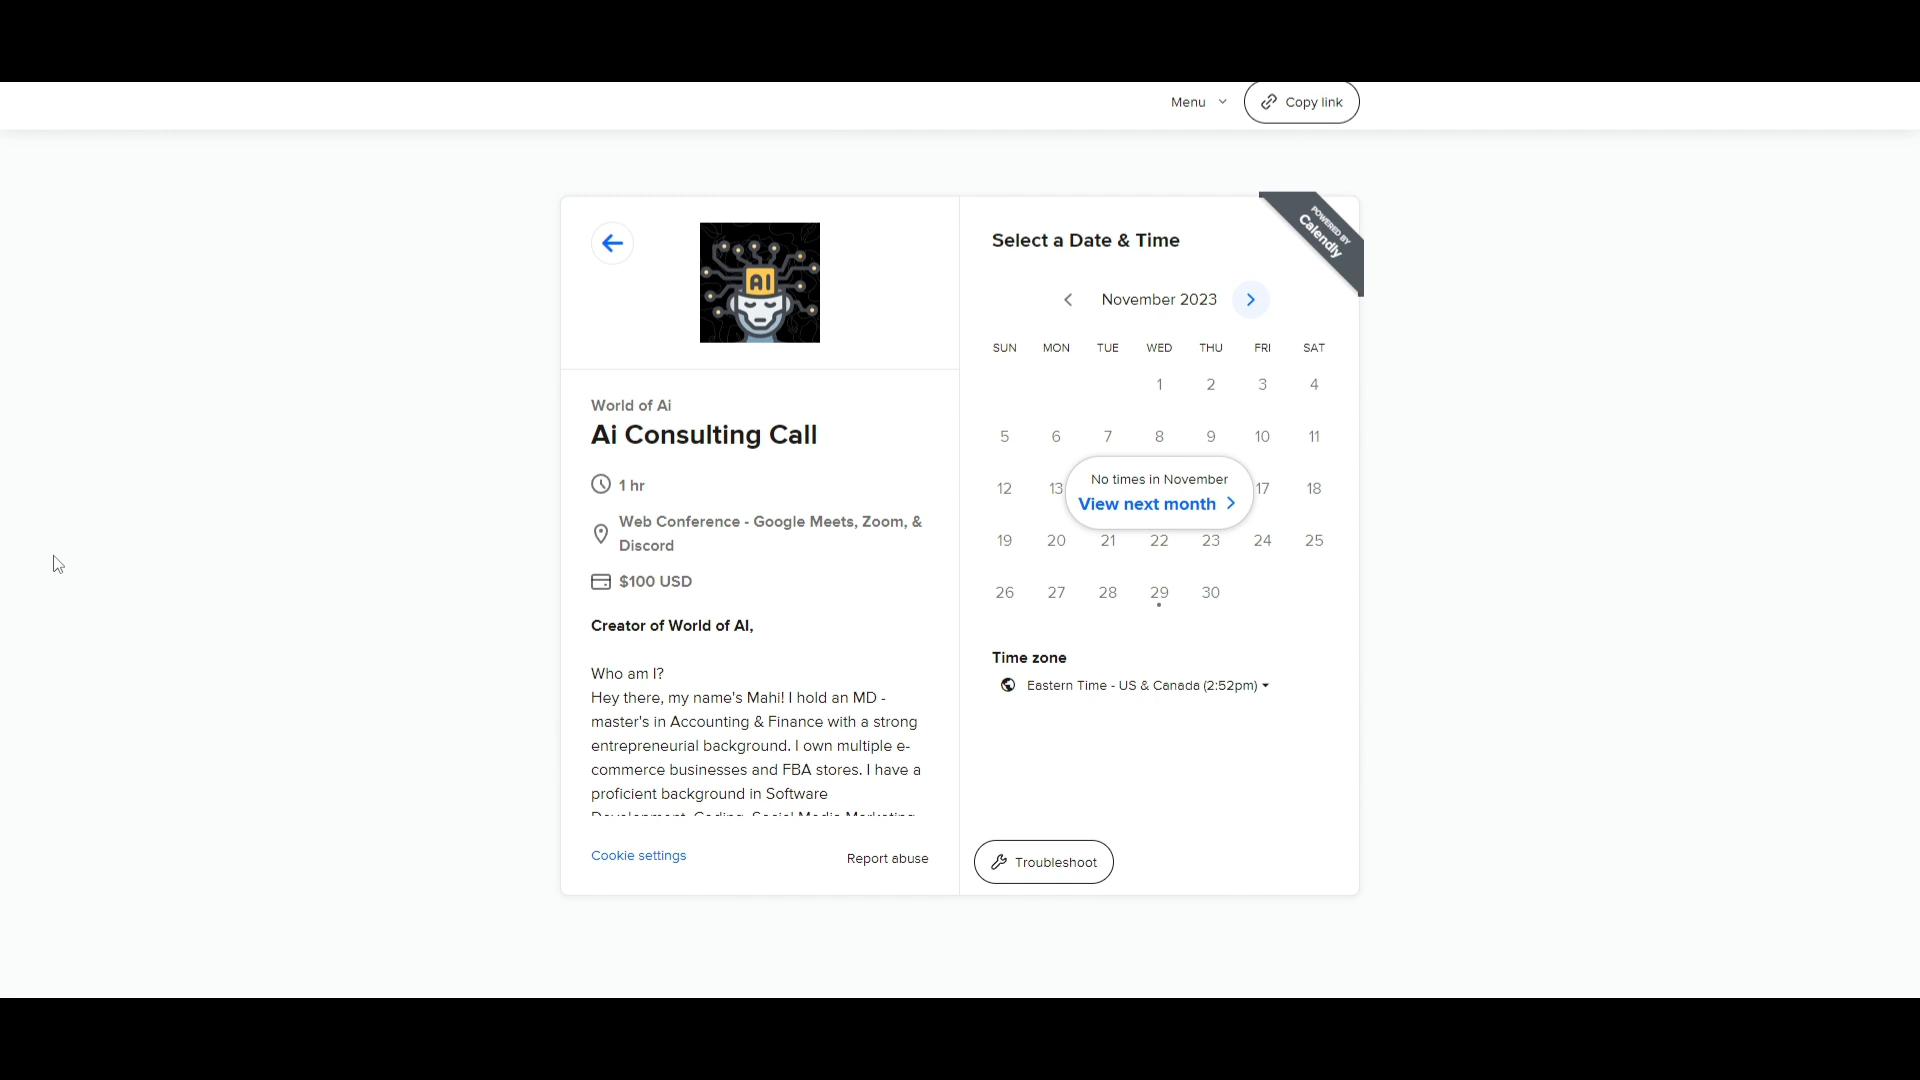 Menu
Copy link
POWERED BY
Calendly
AI
World of Ai
Ai Consulting Call
1 hr
Web Conference - Google Meets, Zoom, &
Discord
$100 USD
Creator of World of AI,
Who am I?
Hey there, my name's Mahi! I hold an MD -
master's in Accounting & Finance with a strong
entrepreneurial background. I own multiple e-
commerce businesses and FBA stores. I have a
proficient background in Software
Development, Coding, Social Media Marketing
Cookie settings
Report abuse
Select a Date & Time
November 2023
SUN MON TUE WED THU FRI SAT
1 2 3 4
5 6 7 8 9 10 11
12 13 17 18
No times in November
View next month
19 20 21 22 23 24 25
26 27 28 29 30
Time zone
Eastern Time - US & Canada (2:52pm)
Troubleshoot